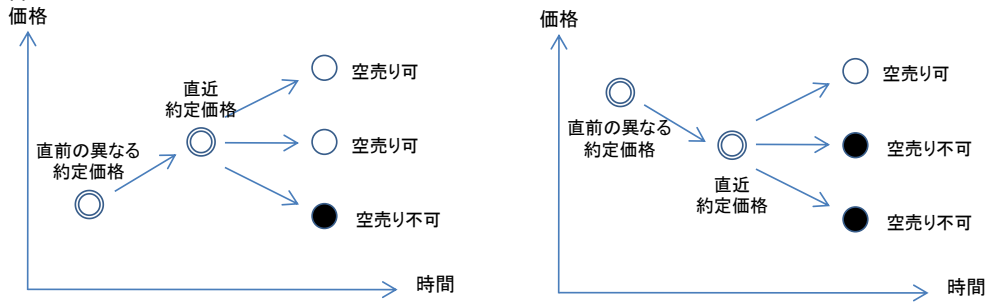 価格
直近
約定価格
直前の異なる
約定価格
空売り可
空売り可
空売り不可
時間
価格
直前の異なる
約定価格
直近
約定価格
空売り可
空売り不可
空売り不可
時間